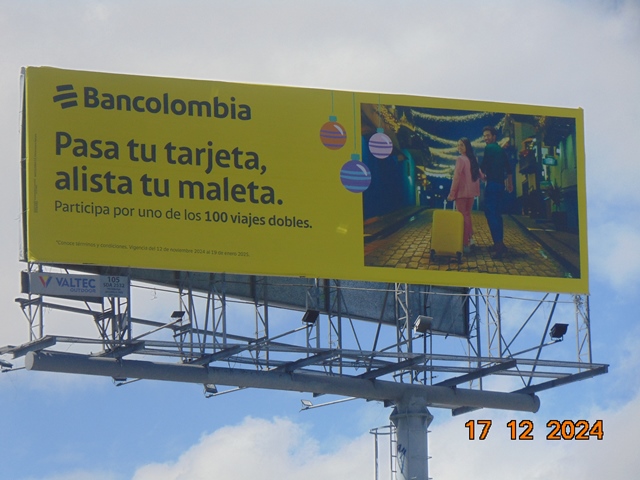 Bancolombia
Pasa tu tarjeta,
alista tu maleta.
Participa por uno de los 100 viajes dobles.
VALTEC
17 12 2024